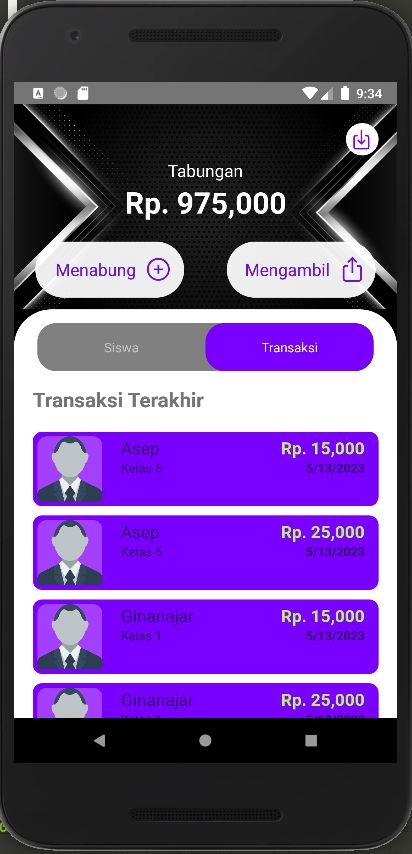 9:34
Tabungan
Rp. 975,000
Menabung
Mengambil
Siswa
Transaksi
Transaksi Terakhir
Asep
Rp. 15,000
Kelas 6
5/13/2023
Asep
Rp. 25,000
Kelas 6
5/13/2023
Ginanajar
Rp. 15,000
Kelas 1
5/13/2023
Ginanajar
Rp. 25,000